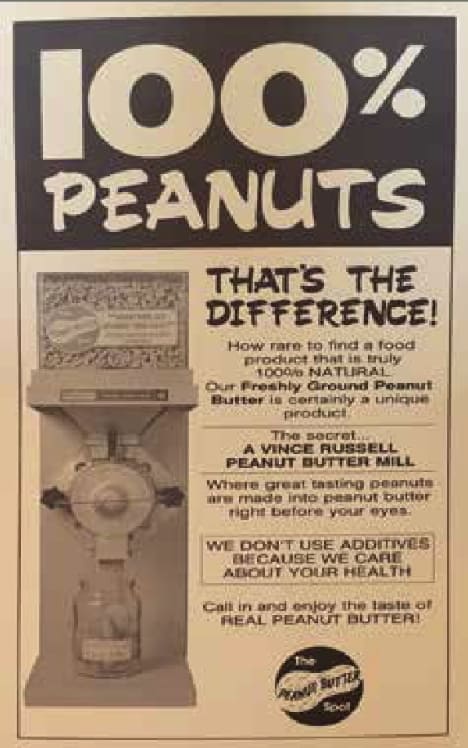 100%
PEANUTS
THAT'S THE
DIFFERENCE!
How rare to find a food
product that is truly
100% NATURAL
Our Freshly Ground Peanut
Butter is certainly a unique
product
The secret...
A VINCE RUSSELL
PEANUT BUTTER MILL
Where great tasting peanuts
are made into peanut butter
right before your eyes.
WE DON'T USE ADDITIVES
BECAUSE WE CARE
ABOUT YOUR HEALTH
Call in and enjoy the taste of
REAL PEANUT BUTTER!
The
PEANUT BUTTER
Spot